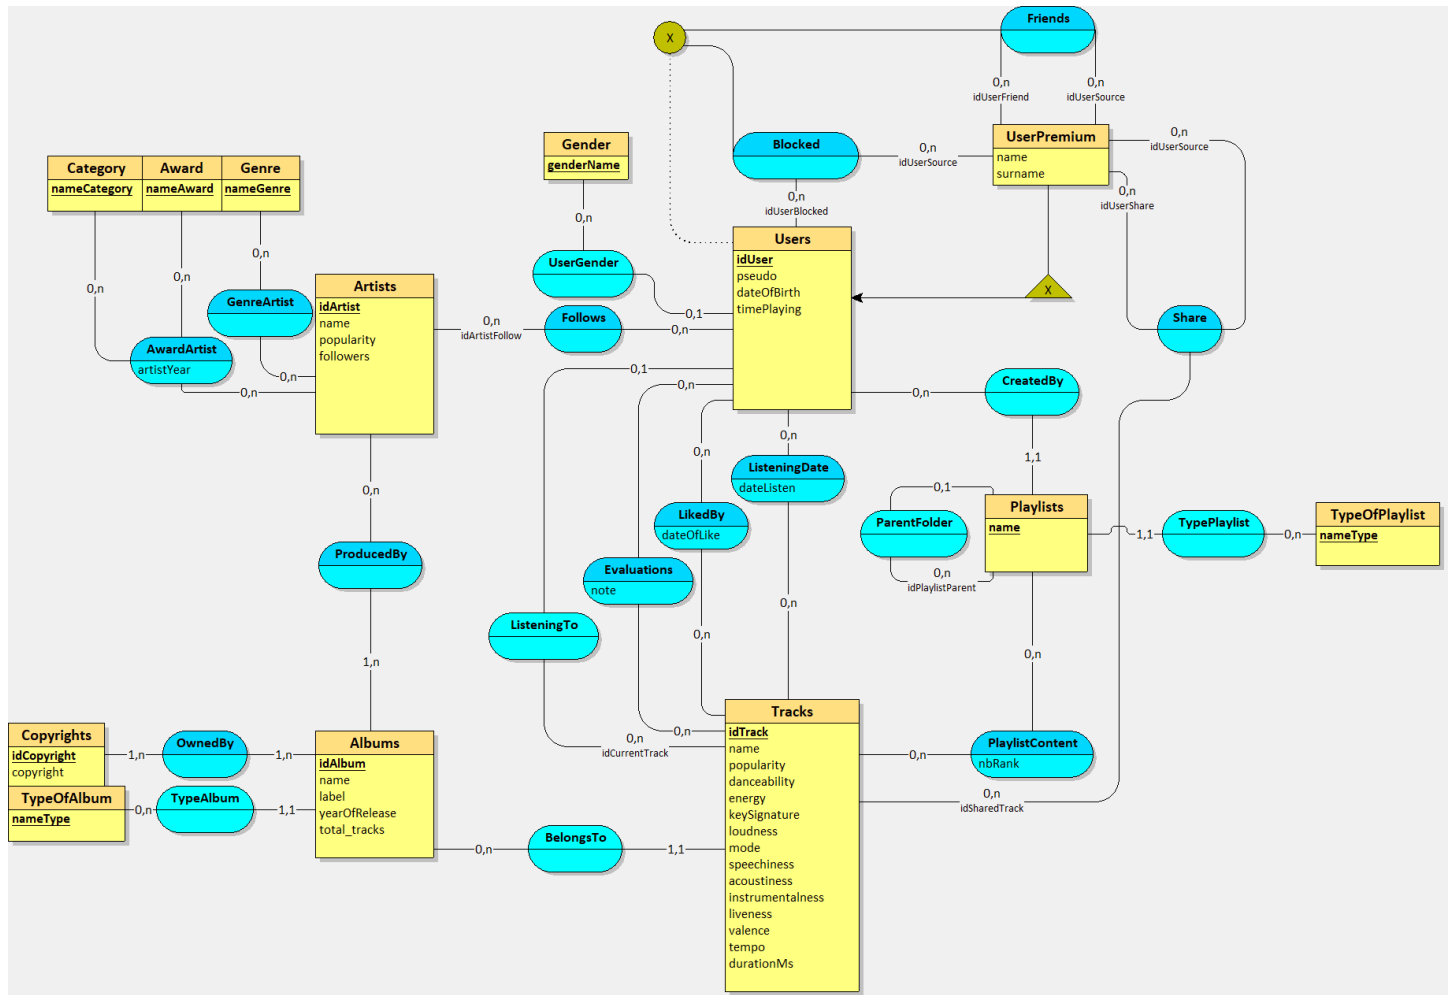 Friends
X
0,n
idUserFriend
0,n
idUserSource
UserPremium
name
surname
0,n
idUserSource
0,n
idUserShare
Blocked
0,n
idUserSource
0,n
idUserBlocked
Gender
genderName
0,n
Category
nameCategory
Award
nameAward
Genre
nameGenre
0,n
0,n
0,n
UserGender
0,1
Users
idUser
pseudo
dateOfBirth
timePlaying
X
Artists
idArtist
name
popularity
followers
GenreArtist
0,n
AwardArtist
artistYear
0,n
0,n
idArtistFollow
Follows
0,n
Share
0,1
0,n
0,n
CreatedBy
0,n
1,1
0,n
0,n
ListeningDate
dateListen
LikedBy
dateOfLike
0,n
ProducedBy
1,n
Evaluations
note
ListeningTo
0,n
0,n
0,n
0,n
idCurrentTrack
0,1
ParentFolder
0,n
idPlaylistParent
Playlists
name
1,1
TypePlaylist
0,n
TypeOfPlaylist
nameType
0,n
PlaylistContent
nbRank
0,n
0,n
idSharedTrack
Copyrights
idCopyright
copyright
1,n
OwnedBy
1,n
TypeOfAlbum
nameType
0,n
TypeAlbum
1,1
Albums
idAlbum
name
label
yearOfRelease
total_tracks
0,n
BelongsTo
1,1
Tracks
idTrack
name
popularity
danceability
energy
keySignature
loudness
mode
speechiness
acoustiness
instrumentalness
liveness
valence
tempo
durationMs